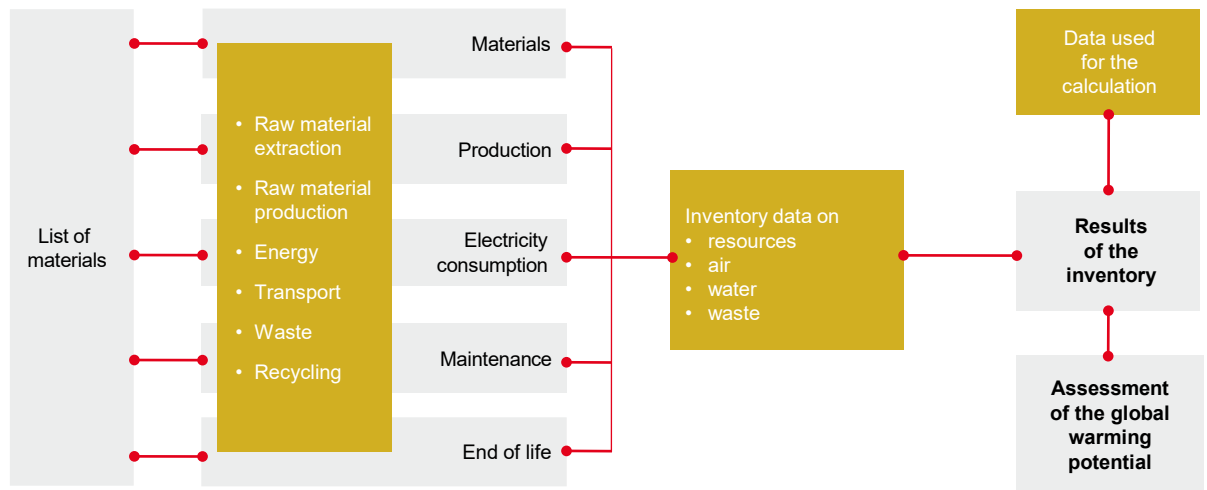 List of
materials
• Raw material
extraction
• Raw material
production
• Energy
• Transport
• Waste
• Recycling
Materials
Production
Electricity
consumption
Maintenance
End of life
Inventory data on
• resources
• air
• water
• waste
Data used
for the
calculation
Results
of the
inventory
Assessment
of the global
warming
potential